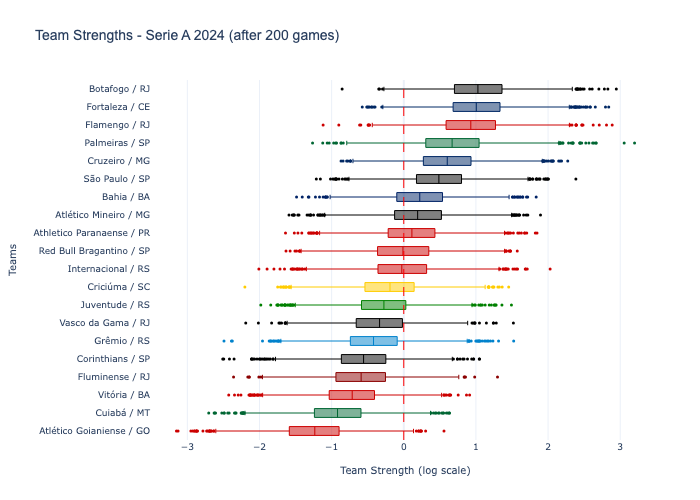 Team Strengths - Serie A 2024 (after 200 games)
Botafogo / RJ
Fortaleza / CE
Flamengo / RJ
Palmeiras / SP
Cruzeiro / MG
São Paulo / SP
Bahia / BA
Atlético Mineiro / MG
Athletico Paranaense / PR
Red Bull Bragantino / SP
Internacional / RS
Criciúma / SC
Juventude / RS
Vasco da Gama / RJ
Grêmio / RS
Corinthians / SP
Fluminense / RJ
Vitória / BA
Cuiabá / MT
Atlético Goianiense / GO
Teams
−3 −2 −1 0 1 2 3
Team Strength (log scale)